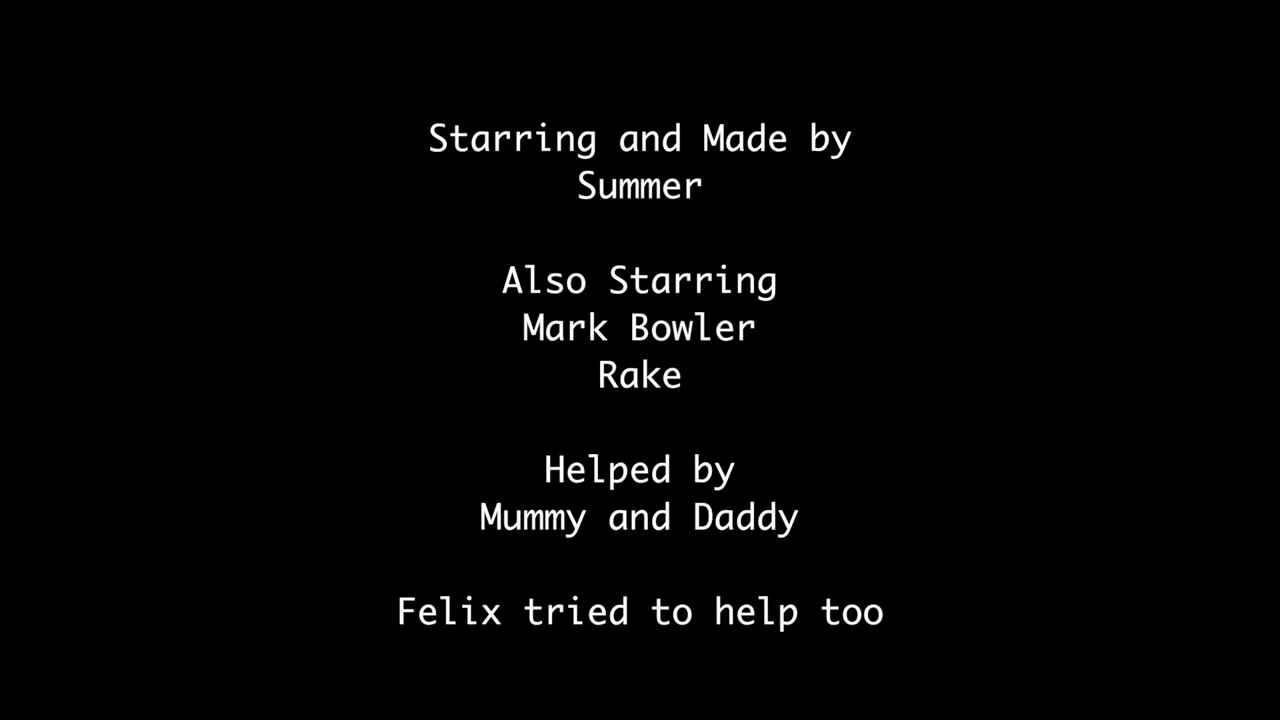 Starring and Made by
Summer
Also Starring
Mark Bowler
Rake
Helped by
Mummy and Daddy
Felix tried to help too